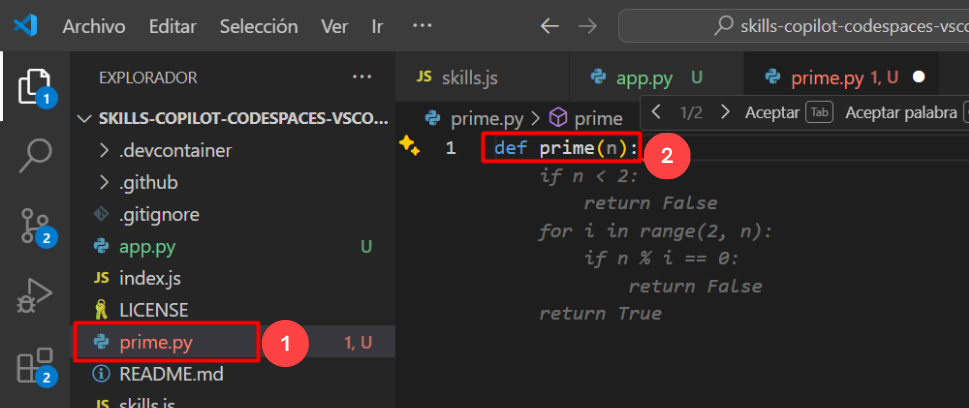 Archivo Editar Selección Ver Ir ··· skills-copilot-codespaces-vsco
EXPLORADOR ···
JS skills.js app.py U prime.py 1, U
SKILLS-COPILOT-CODESPACES-VSCO...
prime.py > prime
1/2 Aceptar Tab Aceptar palabra
.devcontainer
.github
.gitignore
app.py U
JS index.js
LICENSE
prime.py 1, U
README.md
JS skills.js
1
2
2
1
1 def prime(n):
2
if n < 2:
return False
for i in range(2, n):
if n % i == 0:
return False
return True